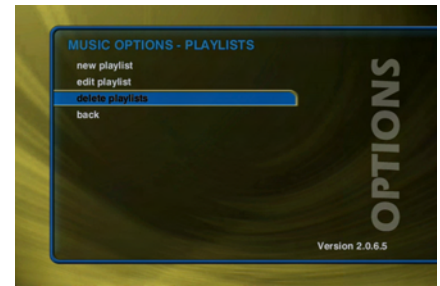 MUSIC OPTIONS - PLAYLISTS
new playlist
edit playlist
delete playlists
back
OPTIONS
Version 2.0.6.5